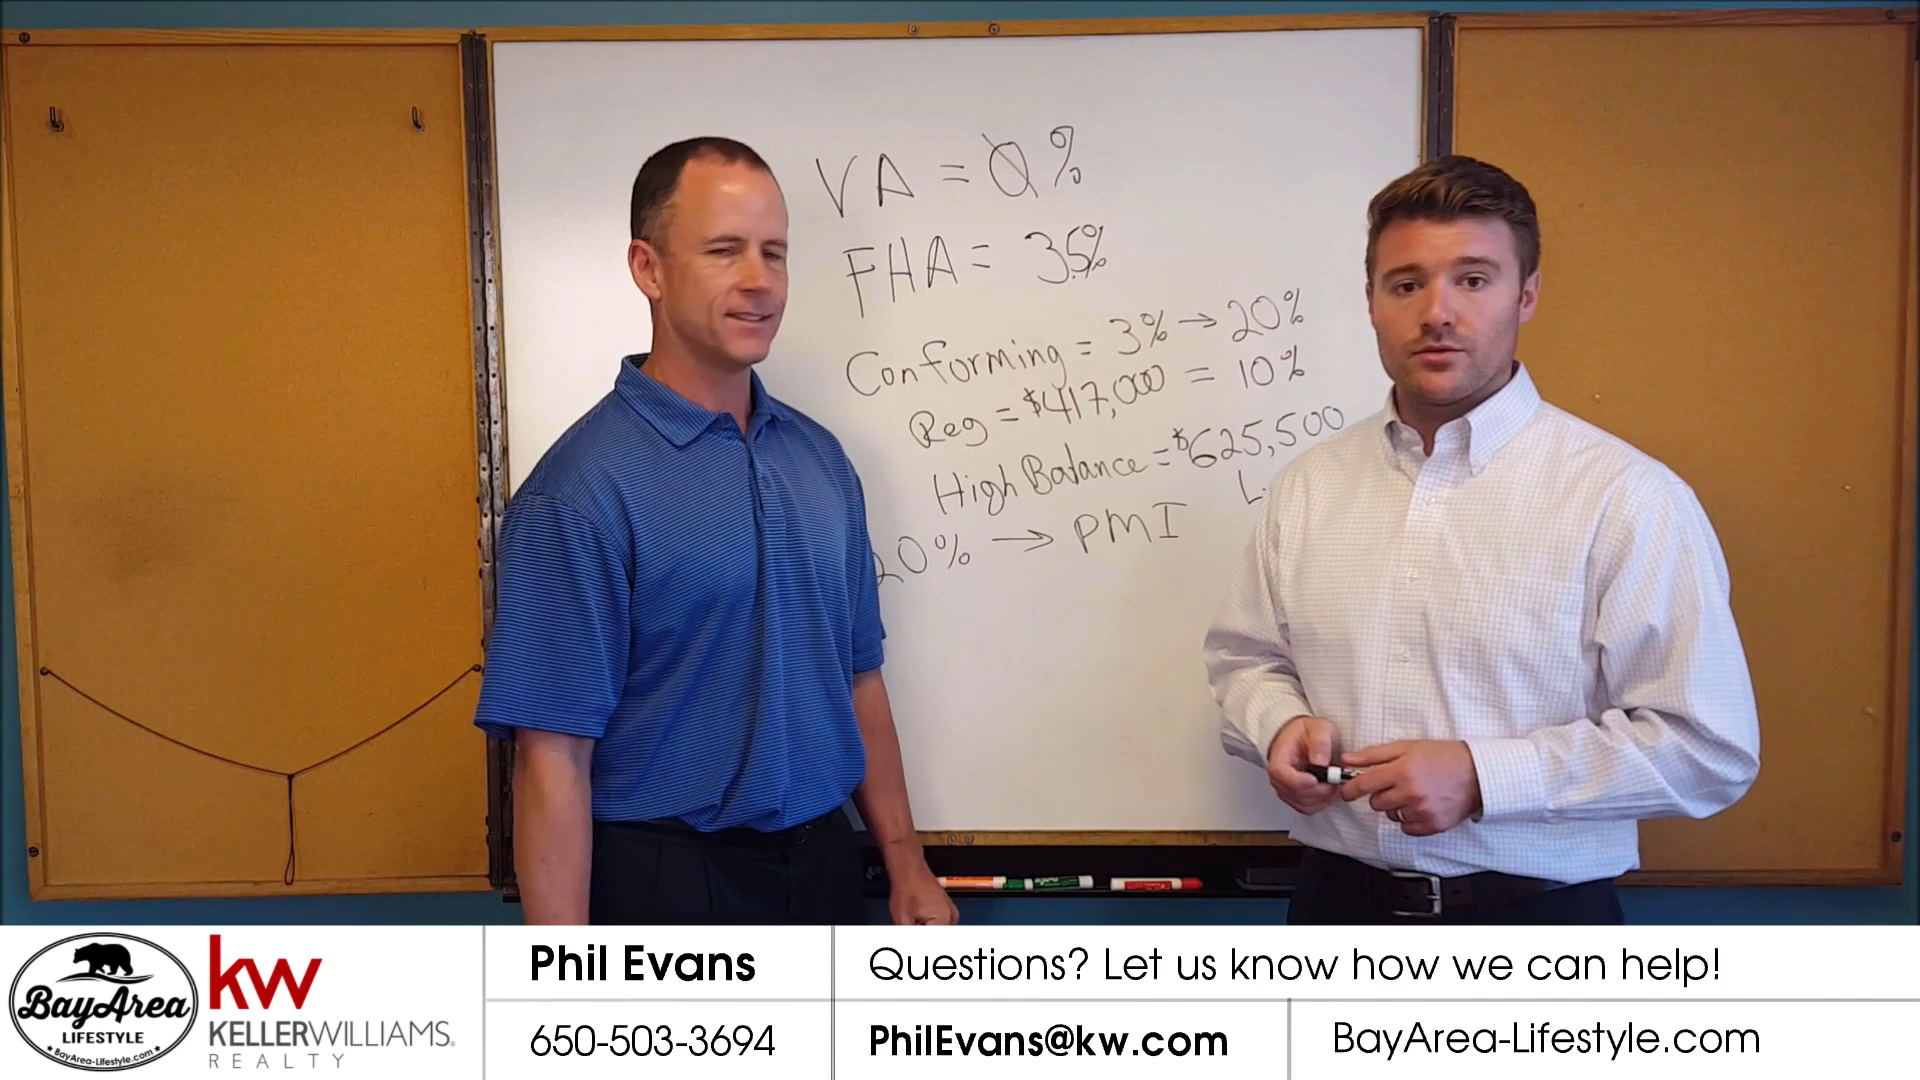 VA = 0%
FHA = 3.5%
Conforming = 3% → 20%
Reg = $417,000 = 10%
High Balance = $625,500
20% → PMI
BayArea
LIFESTYLE
BayArea-Lifestyle.com
kw
KELLERWILLIAMS.
REALTY
Phil Evans
650-503-3694
Questions? Let us know how we can help!
PhilEvans@kw.com
BayArea-Lifestyle.com